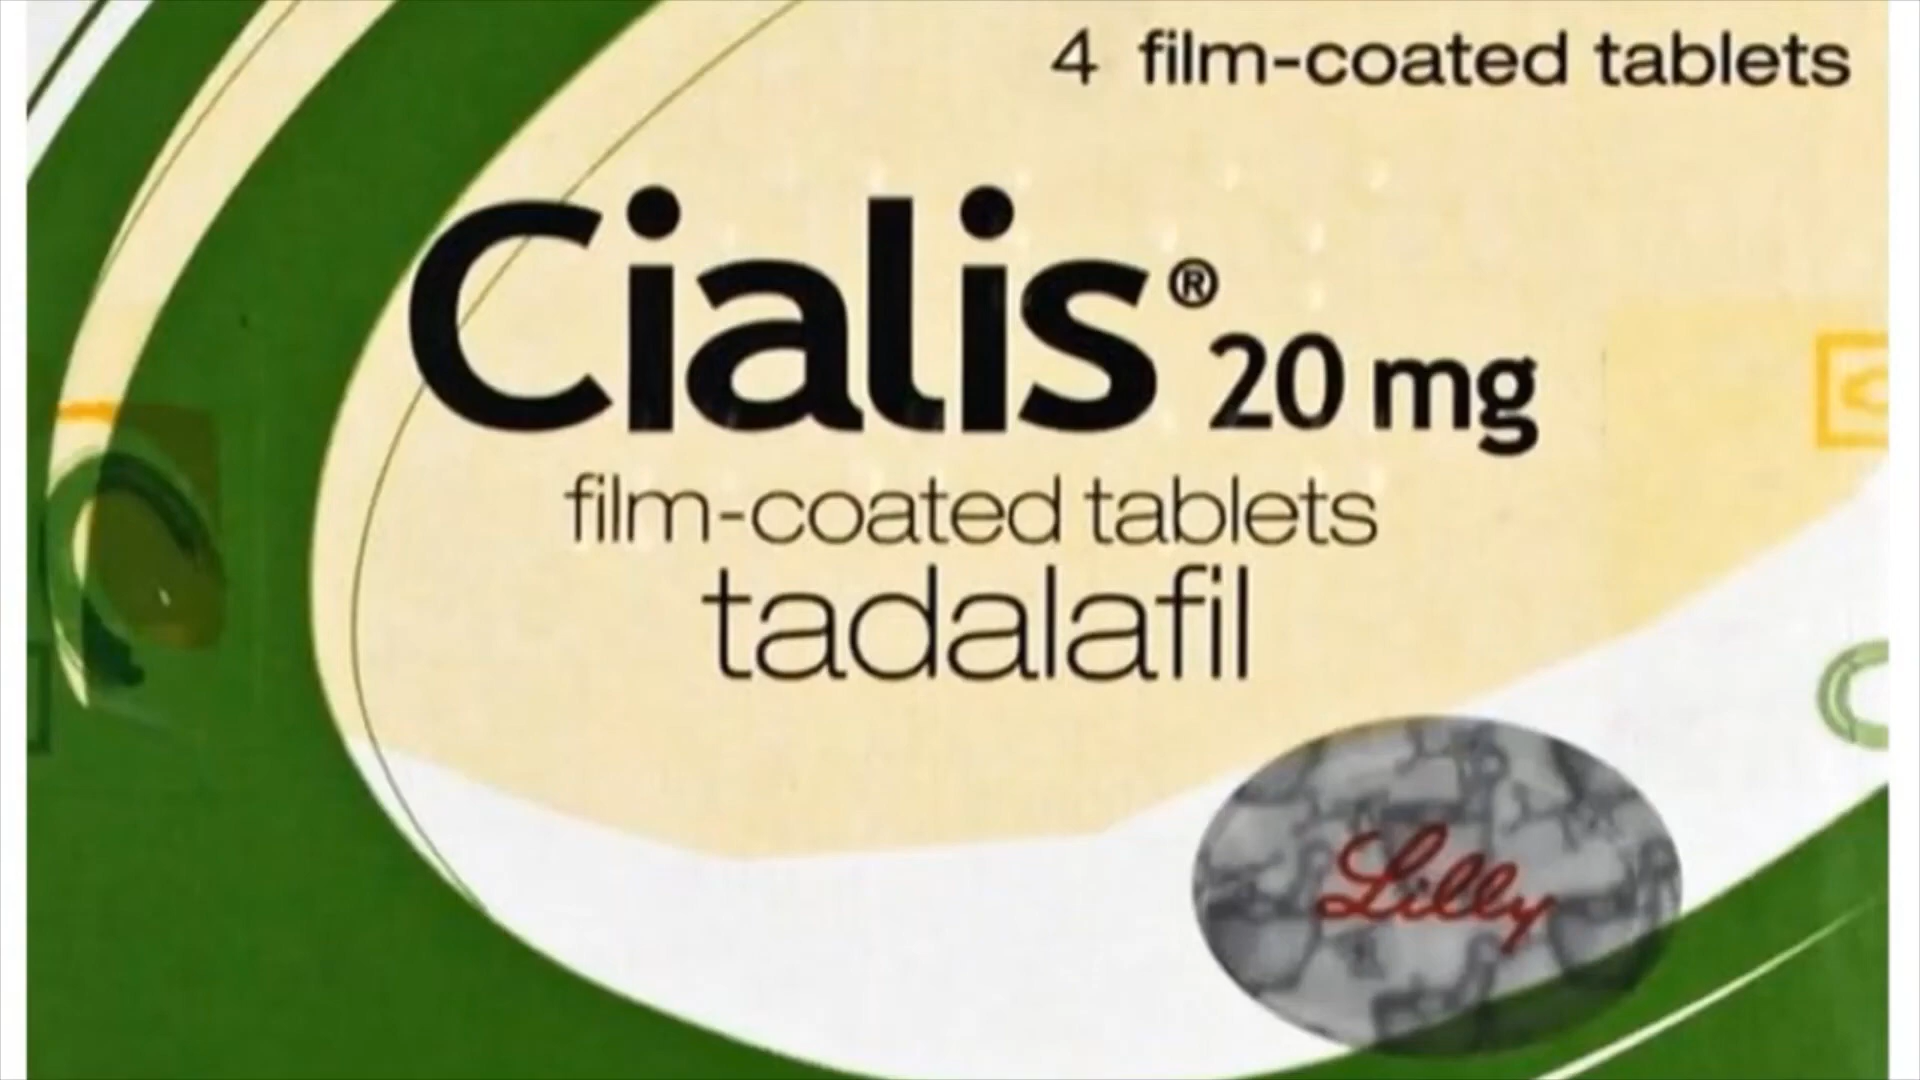 4 film-coated tablets
Cialis® 20 mg
film-coated tablets
tadalafil
Lilly